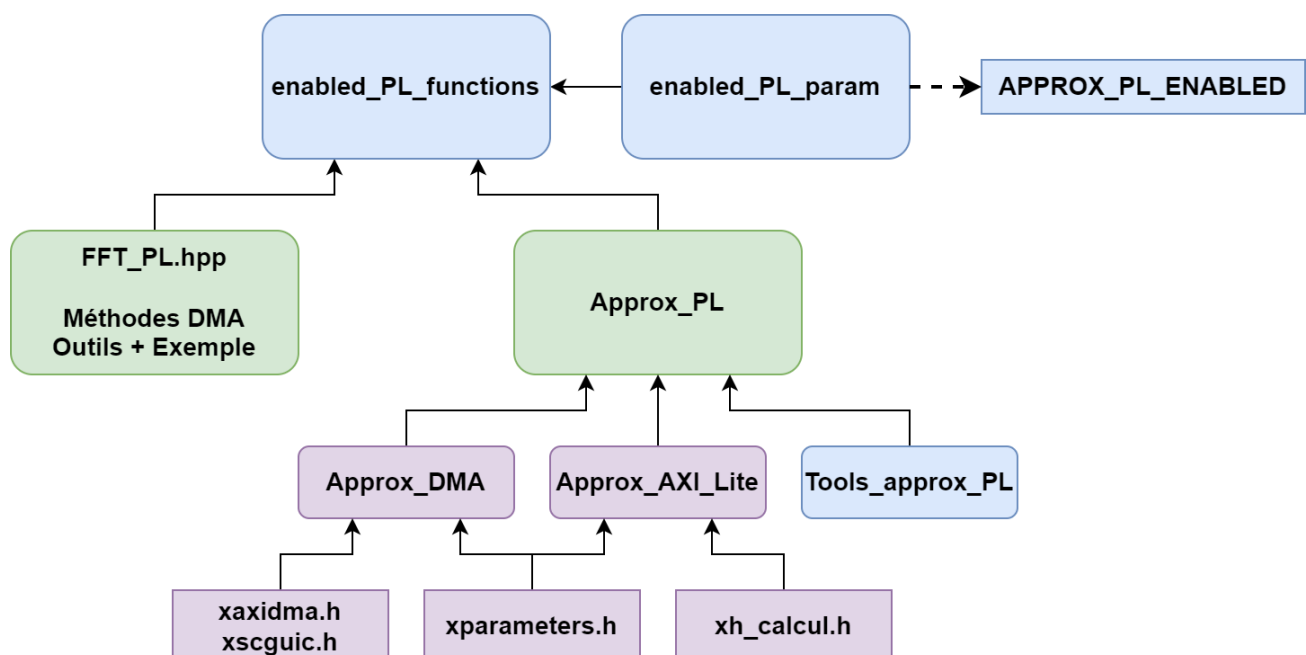 enabled_PL_functions
enabled_PL_param
APPROX_PL_ENABLED
FFT_PL.hpp
Méthodes DMA
Outils + Exemple
Approx_PL
Approx_DMA
Approx_AXI_Lite
Tools_approx_PL
xaxidma.h
xscguic.h
xparameters.h
xh_calcul.h